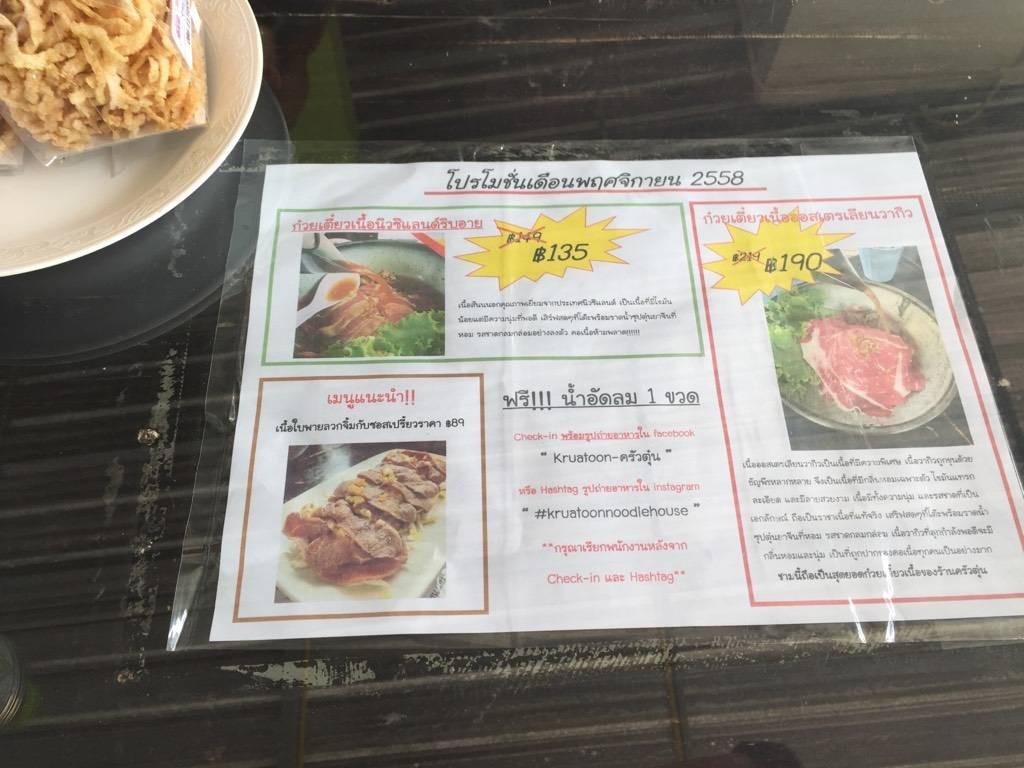 โปรโมชั่นเดือนพฤศจิกายน 2558
ก๋วยเตี๋ยวเนื้อนิวซิแลนด์ริบอาย
฿149
฿135
เนื้อสันนอกคุณภาพเยี่ยมจากประเทศนิวซิแลนด์ เป็นเนื้อที่มีไขมัน
น้อยแต่มีความนุ่มที่พอดี เสิร์ฟสดๆที่โต๊ะพร้อมราดน้ำซุปตุ๋นยาจีนที่
หอม รสชาดกลมกล่อมอย่างลงตัว คอเนื้อห้ามพลาด!!!!!!
เมนูแนะนำ!!
เนื้อใบพายลวกจิ้มกับซอสเปรี้ยวราคา ฿89
ฟรี!!! น้ำอัดลม 1 ขวด
Check-in พร้อมรูปถ่ายอาหารใน facebook
" Kruatoon-ครัวตุ๋น "
หรือ Hashtag รูปถ่ายอาหารใน instagram
" #kruatoonnoodlehouse "
**กรุณาเรียกพนักงานหลังจาก
Check-in และ Hashtag**
ก๋วยเตี๋ยวเนื้อออสเตรเลียนวากิว
฿219
฿190
เนื้อออสเตรเลียนวากิวเป็นเนื้อที่มีความพิเศษ เนื้อวากิวถูกขุนด้วย
ธัญพืชหลากหลาย จึงเป็นเนื้อที่มีกลิ่นหอมเฉพาะตัว ไขมันแทรก
ละเอียด และมีลายสวยงาม เนื้อมีทั้งความนุ่ม และรสชาดที่เป็น
เอกลักษณ์ ถือเป็นราชาเนื้อที่แท้จริง เสริฟสดๆที่โต๊ะพร้อมราดน้ำ
ซุปตุ๋นยาจีนที่หอม รสชาดกลมกล่อม เนื้อวากิวที่ถูกกำลังพอดีจะมี
กลิ่นหอมและนุ่ม เป็นที่ถูกปากของคอเนื้อทุกคนเป็นอย่างมาก
ชามนี้ถือเป็นสุดยอดก๋วยเตี๋ยวเนื้อของร้านครัวตุ๋น